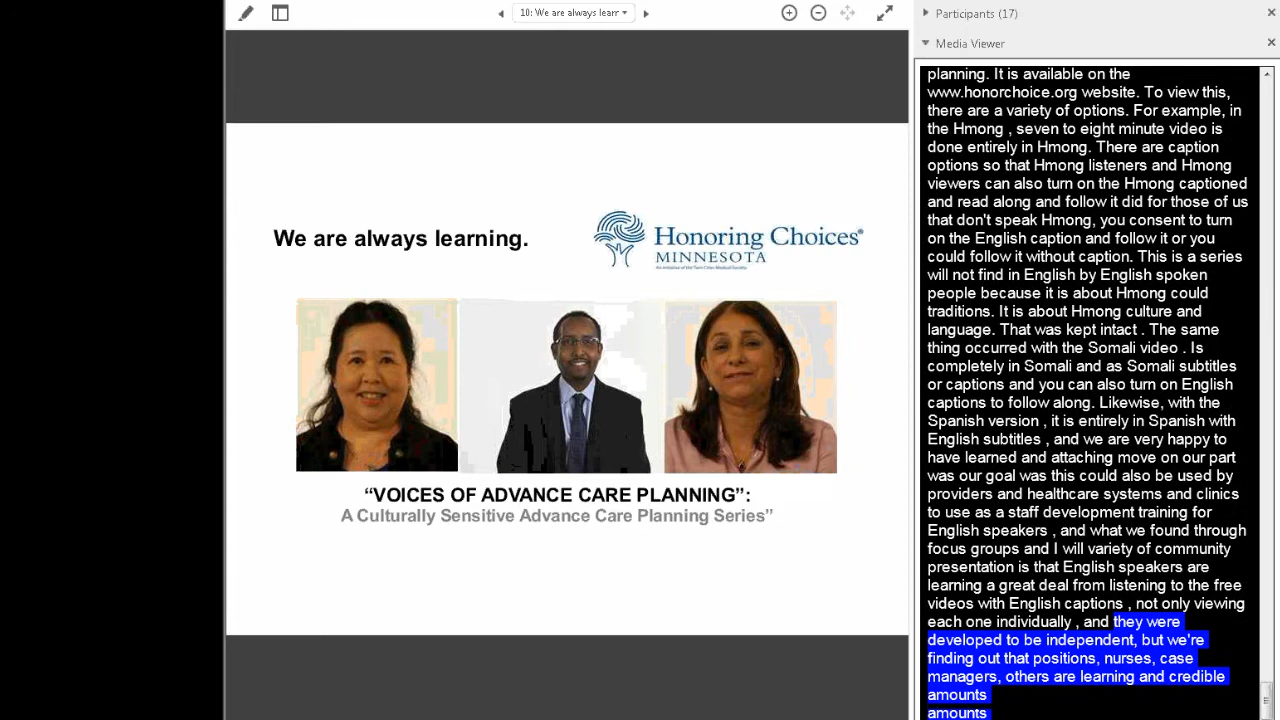 10: We are always learr
Participants (17)
Media Viewer
We are always learning.
Honoring Choices®
MINNESOTA
An initiative of the Twin Cities Medical Society
"VOICES OF ADVANCE CARE PLANNING":
A Culturally Sensitive Advance Care Planning Series"
planning. It is available on the
www.honorchoice.org website. To view this,
there are a variety of options. For example, in
the Hmong , seven to eight minute video is
done entirely in Hmong. There are caption
options so that Hmong listeners and Hmong
viewers can also turn on the Hmong captioned
and read along and follow it did for those of us
that don't speak Hmong, you consent to turn
on the English caption and follow it or you
could follow it without caption. This is a series
will not find in English by English spoken
people because it is about Hmong could
traditions. It is about Hmong culture and
language. That was kept intact . The same
thing occurred with the Somali video . Is
completely in Somali and as Somali subtitles
or captions and you can also turn on English
captions to follow along. Likewise, with the
Spanish version , it is entirely in Spanish with
English subtitles , and we are very happy to
have learned and attaching move on our part
was our goal was this could also be used by
providers and healthcare systems and clinics
to use as a staff development training for
English speakers , and what we found through
focus groups and I will variety of community
presentation is that English speakers are
learning a great deal from listening to the free
videos with English captions , not only viewing
each one individually , and they were
developed to be independent, but we're
finding out that positions, nurses, case
managers, others are learning and credible
amounts
amounts